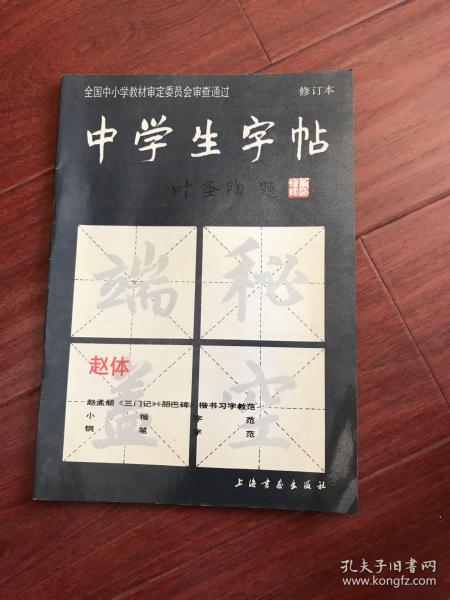 全国中小学教材审定委员会审查通过 修订本
中学生字帖
叶圣陶题
端 秘
益 空
赵体
赵孟頫《三门记》《胆巴碑》楷书习字教范
小楷字范
钢笔字范
上海书画出版社
孔夫子旧书网
www.kongfz.com